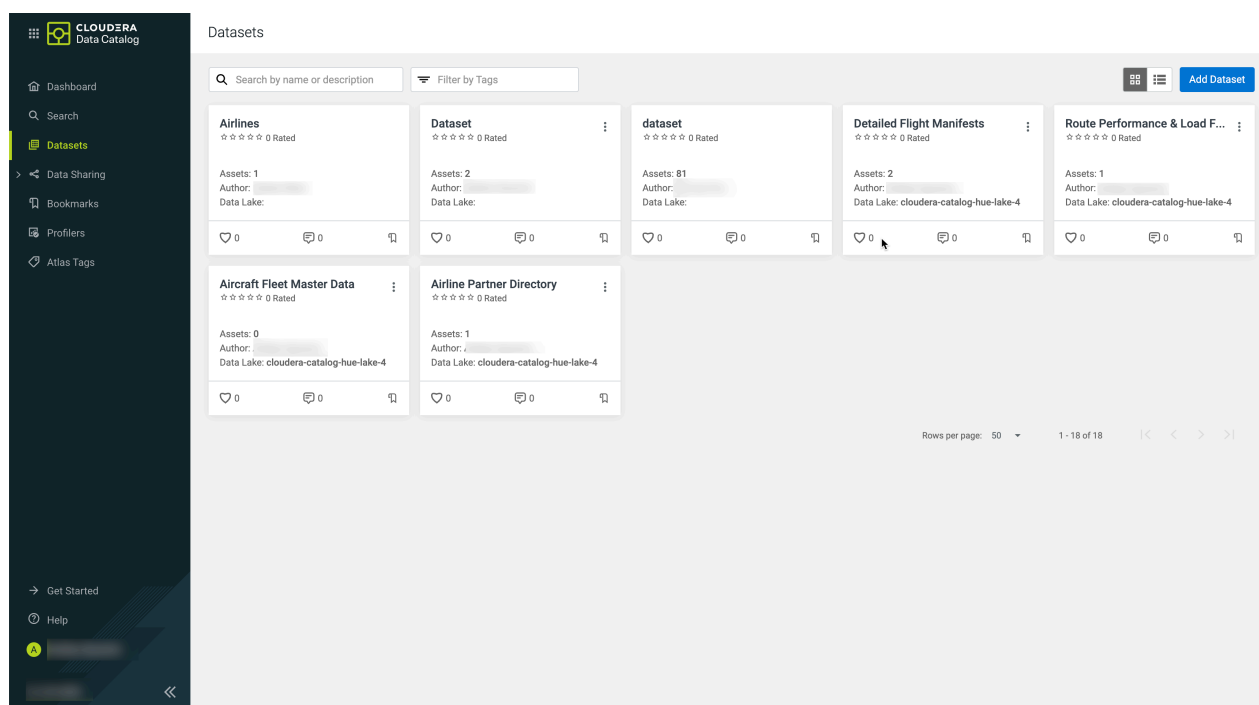 CLOUDERA
Data Catalog
Datasets
Dashboard
Search
Datasets
Data Sharing
Bookmarks
Profilers
Atlas Tags
Get Started
Help
A
Search by name or description
Filter by Tags
Add Dataset
Airlines
0 Rated
Assets: 1
Author:
Data Lake:
0 0
Dataset
0 Rated
Assets: 2
Author:
Data Lake:
0 0
dataset
0 Rated
Assets: 81
Author:
Data Lake:
0 0
Detailed Flight Manifests
0 Rated
Assets: 2
Author:
Data Lake: cloudera-catalog-hue-lake-4
0 0
Route Performance & Load F...
0 Rated
Assets: 1
Author:
Data Lake: cloudera-catalog-hue-lake-4
0 0
Aircraft Fleet Master Data
0 Rated
Assets: 0
Author:
Data Lake: cloudera-catalog-hue-lake-4
0 0
Airline Partner Directory
0 Rated
Assets: 1
Author:
Data Lake: cloudera-catalog-hue-lake-4
0 0
Rows per page: 50 1 - 18 of 18